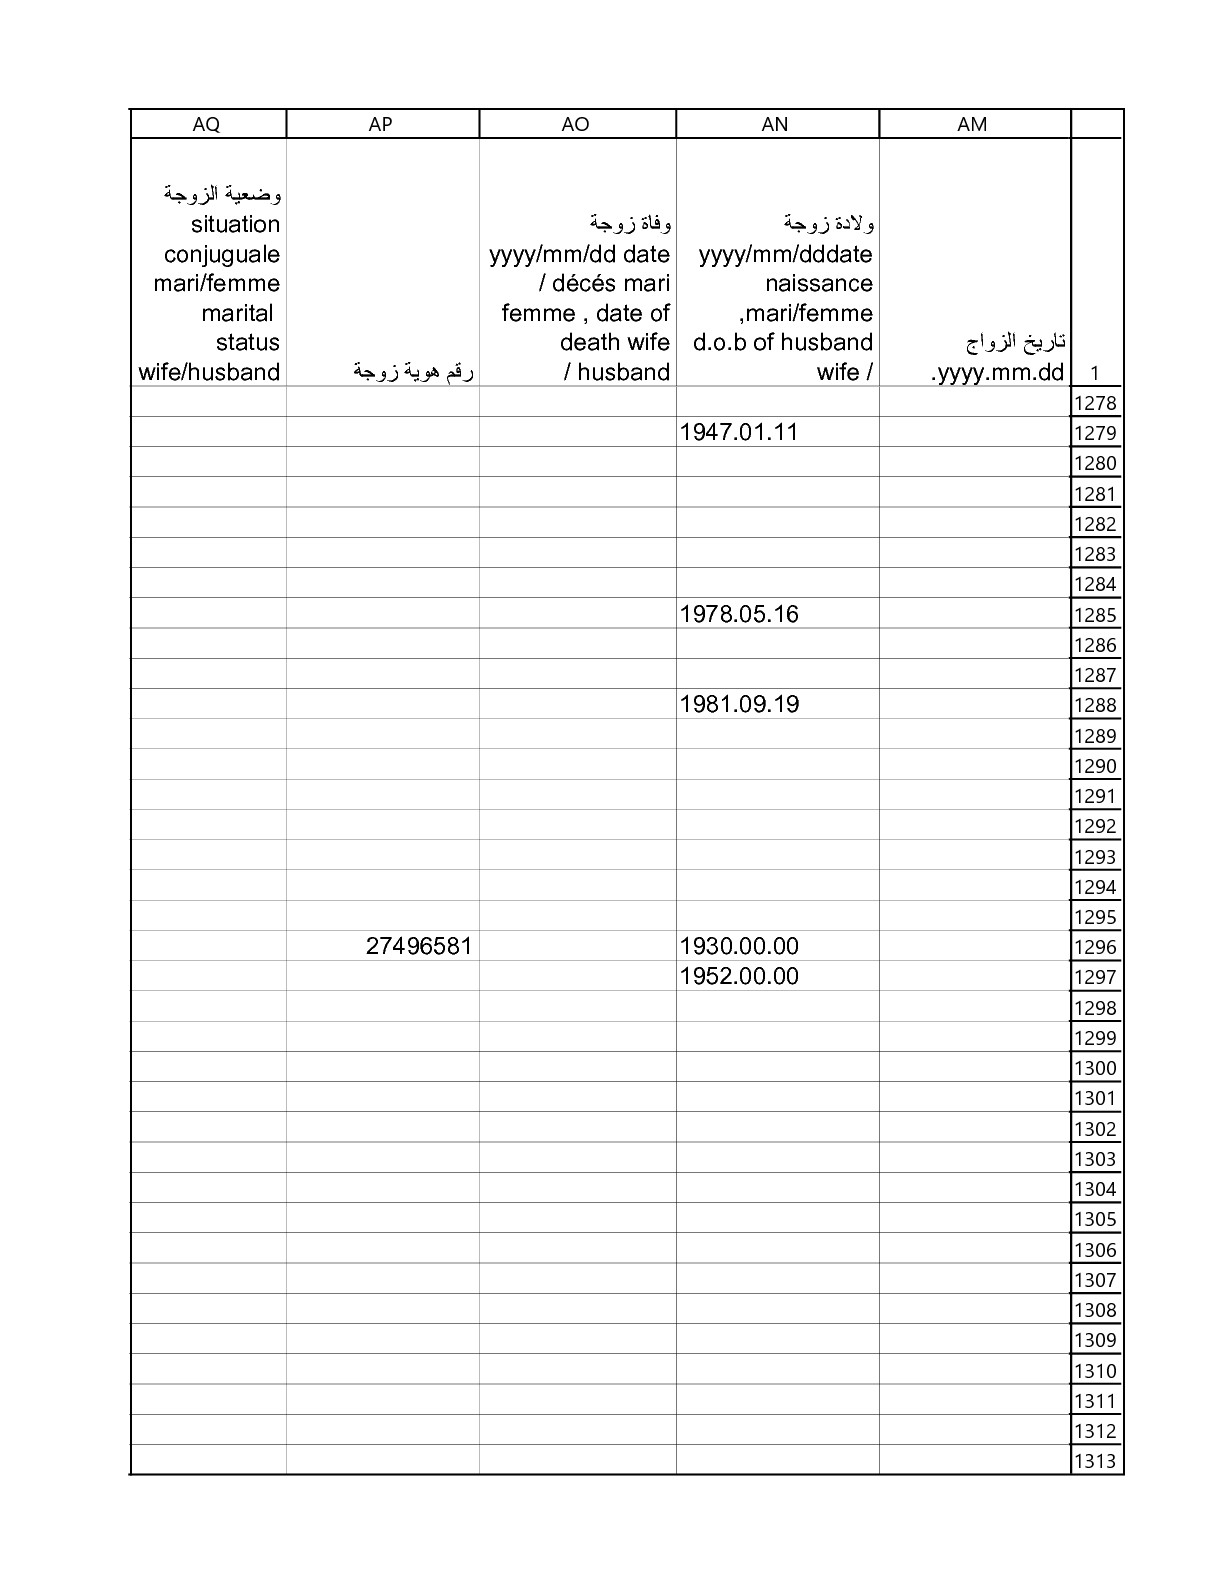 AQ AP AO AN AM
وضعية الزوجة
situation
conjuguale
mari/femme
marital
status
wife/husband
رقم هوية زوجة
وفاة زوجة
yyyy/mm/dd date
/ décés mari
femme , date of
death wife
/ husband
ولادة زوجة
yyyy/mm/dddate
naissance
,mari/femme
d.o.b of husband
wife /
تاريخ الزواج
.yyyy.mm.dd
1
1278
1947.01.11 1279
1280
1281
1282
1283
1284
1978.05.16 1285
1286
1287
1981.09.19 1288
1289
1290
1291
1292
1293
1294
1295
27496581 1930.00.00 1296
1952.00.00 1297
1298
1299
1300
1301
1302
1303
1304
1305
1306
1307
1308
1309
1310
1311
1312
1313